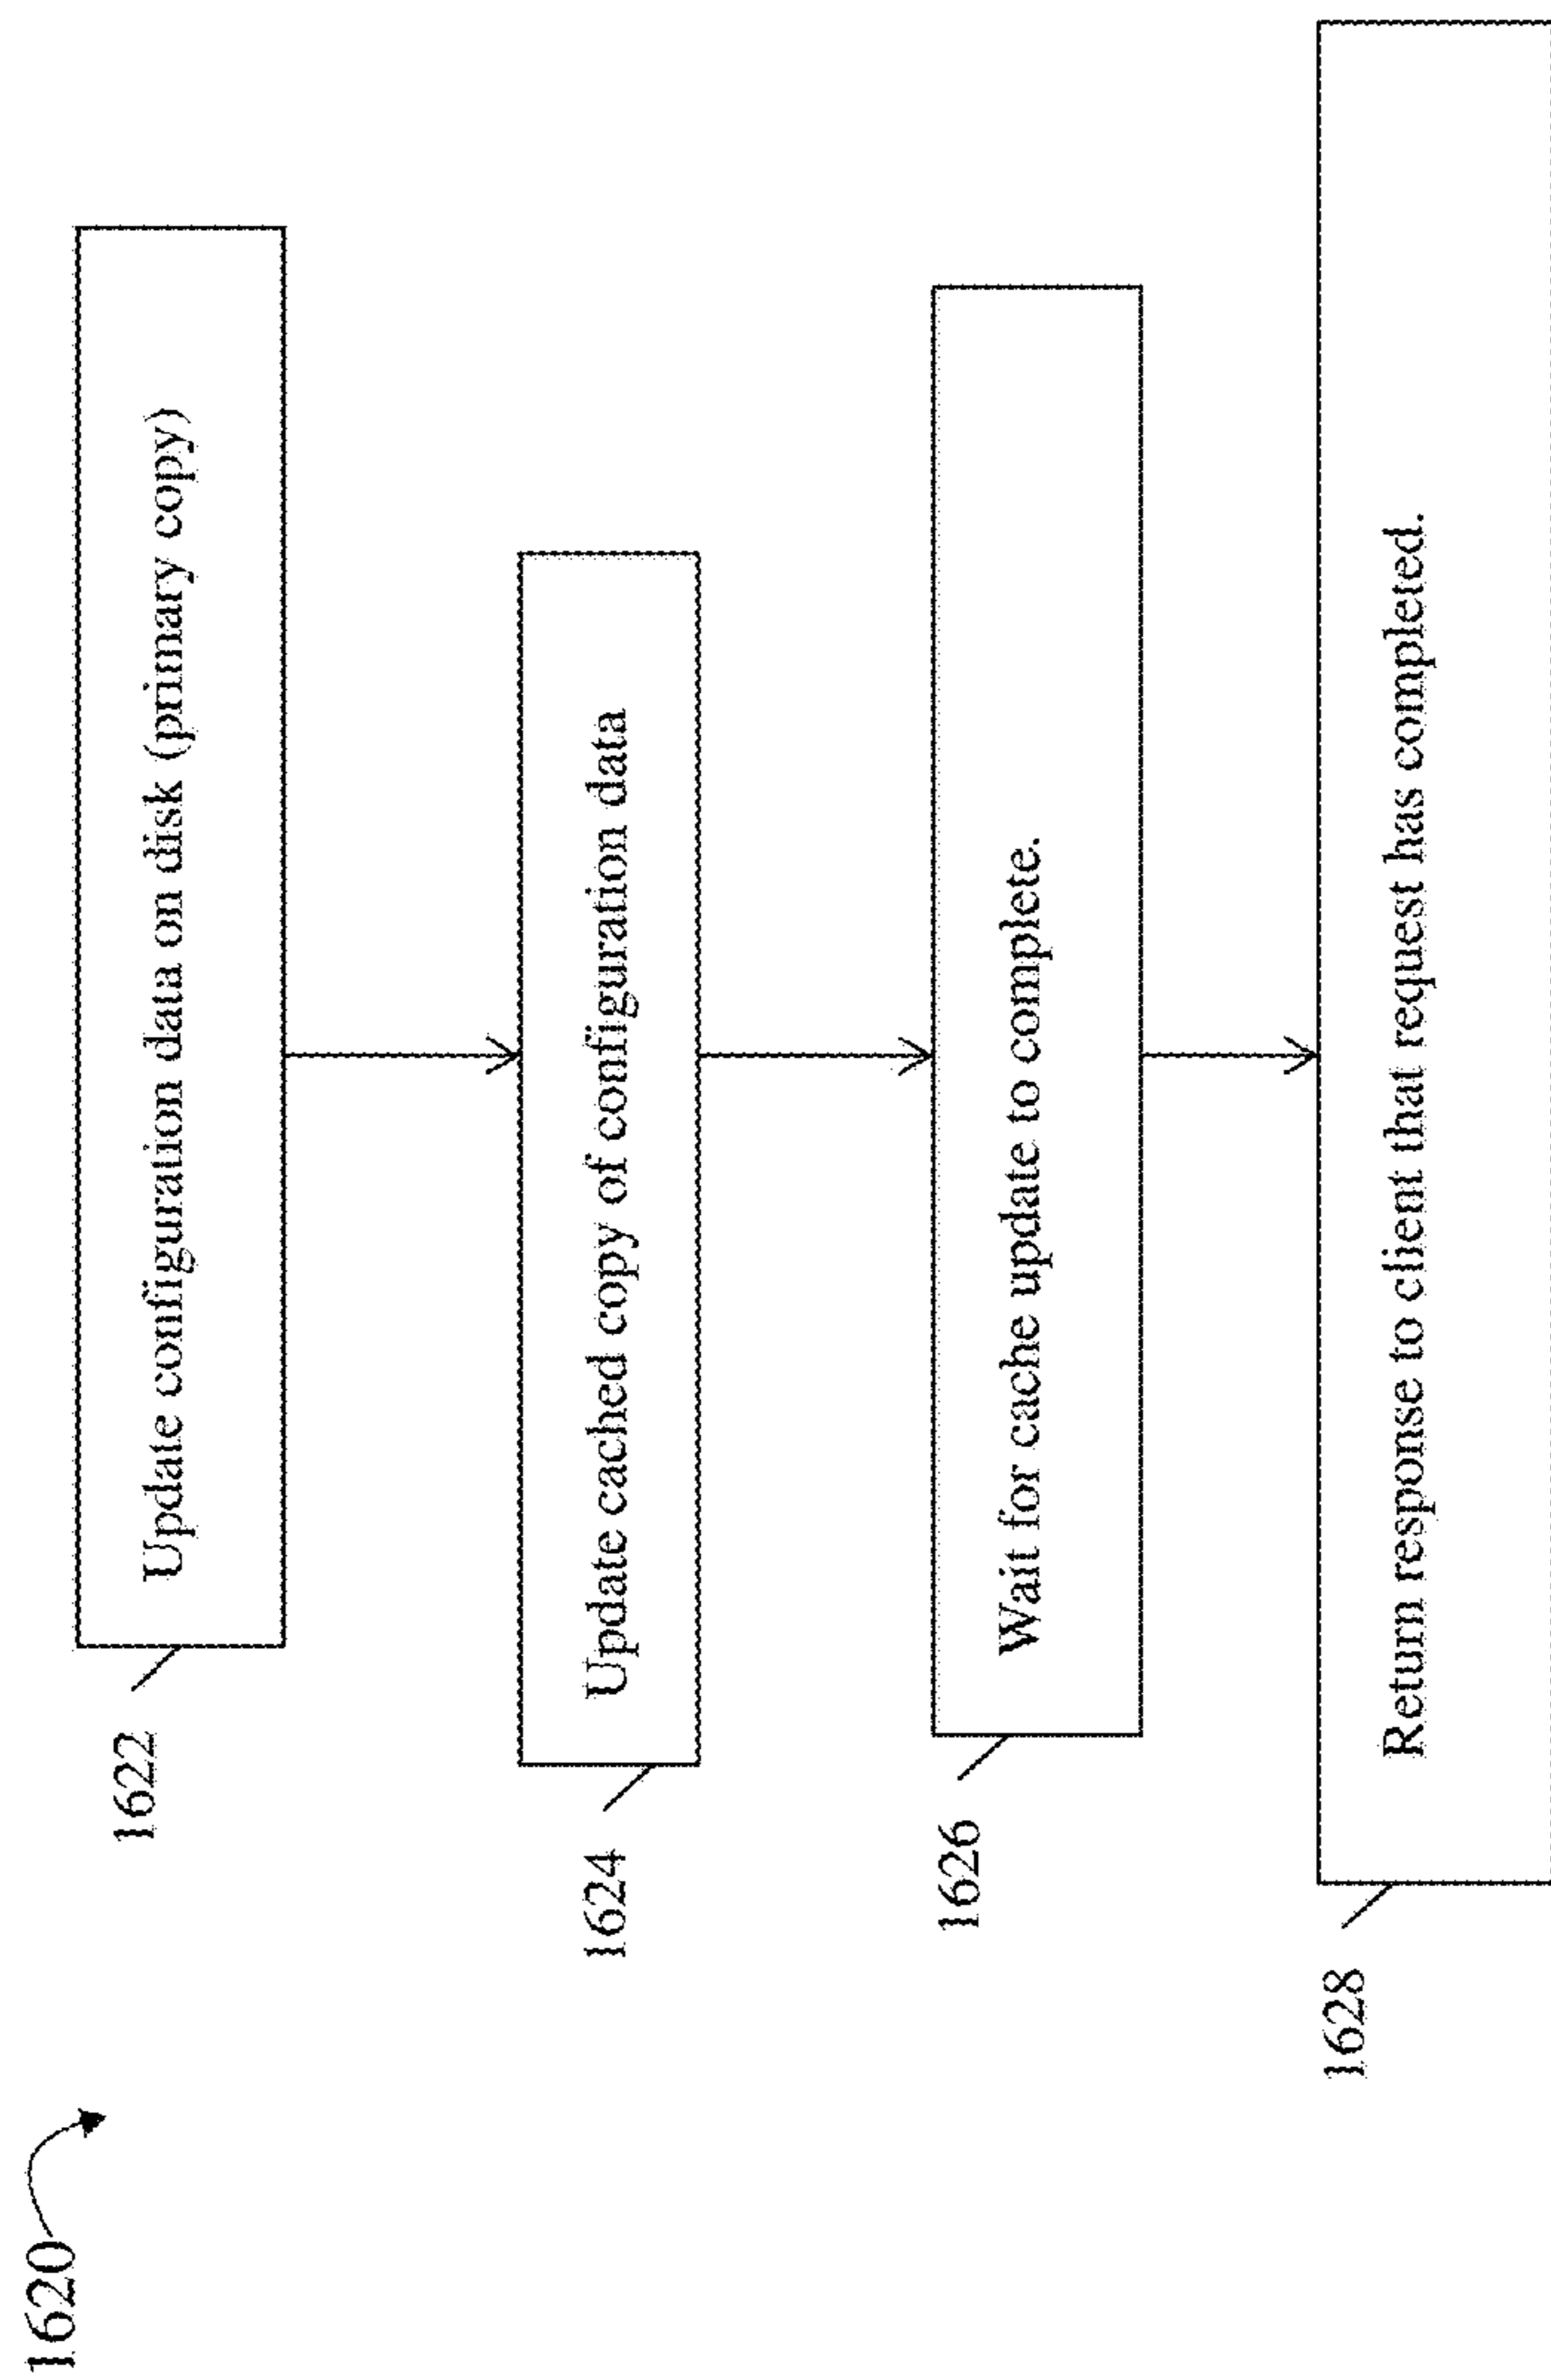 1620
1622
Update configuration data on disk (primary copy)
1624
Update cached copy of configuration data
1626
Wait for cache update to complete.
1628
Return response to client that request has completed.